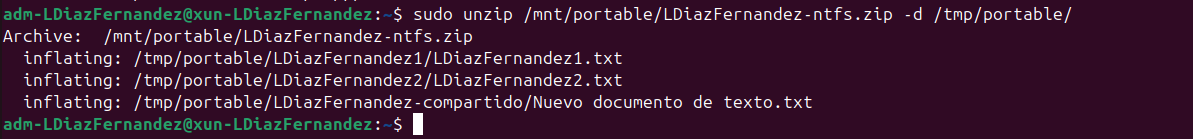 adm-LDiazFernandez@xun-LDiazFernandez:~$ sudo unzip /mnt/portable/LDiazFernandez-ntfs.zip -d /tmp/portable/
Archive:  /mnt/portable/LDiazFernandez-ntfs.zip
  inflating: /tmp/portable/LDiazFernandez1/LDiazFernandez1.txt
  inflating: /tmp/portable/LDiazFernandez2/LDiazFernandez2.txt
  inflating: /tmp/portable/LDiazFernandez-compartido/Nuevo documento de texto.txt
adm-LDiazFernandez@xun-LDiazFernandez:~$